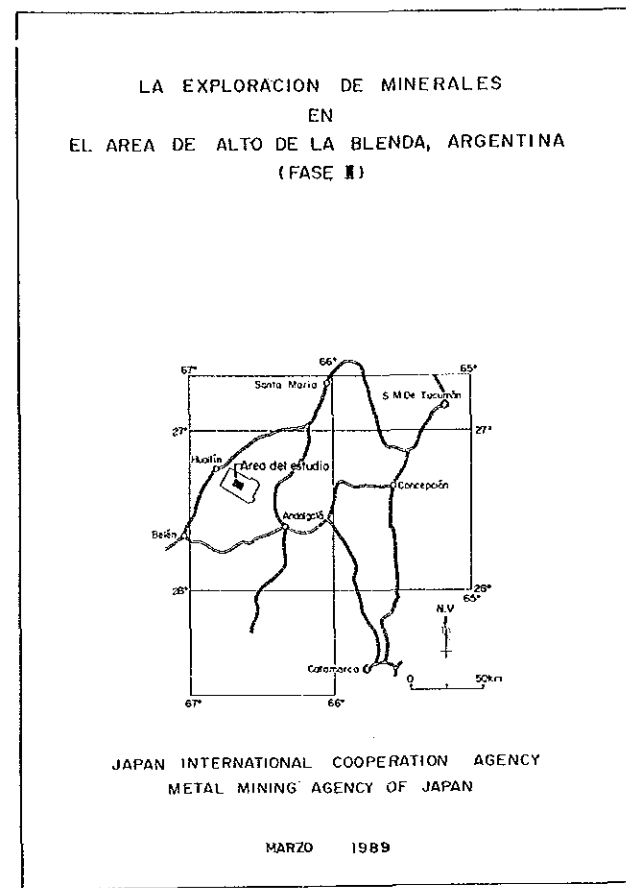 LA EXPLORACION DE MINERALES
EN
EL AREA DE ALTO DE LA BLENDA, ARGENTINA
(FASE
67° 66° 65°
Santa Maria
S. M. De Tucumán
27° 27°
Hualfín
Area del estudio
Concepción
Andalgalá
Belén
28° 28°
65°
N.V
Catamarca
0 50km
67° 66°
JAPAN INTERNATIONAL COOPERATION AGENCY
METAL MINING AGENCY OF JAPAN
MARZO 1989